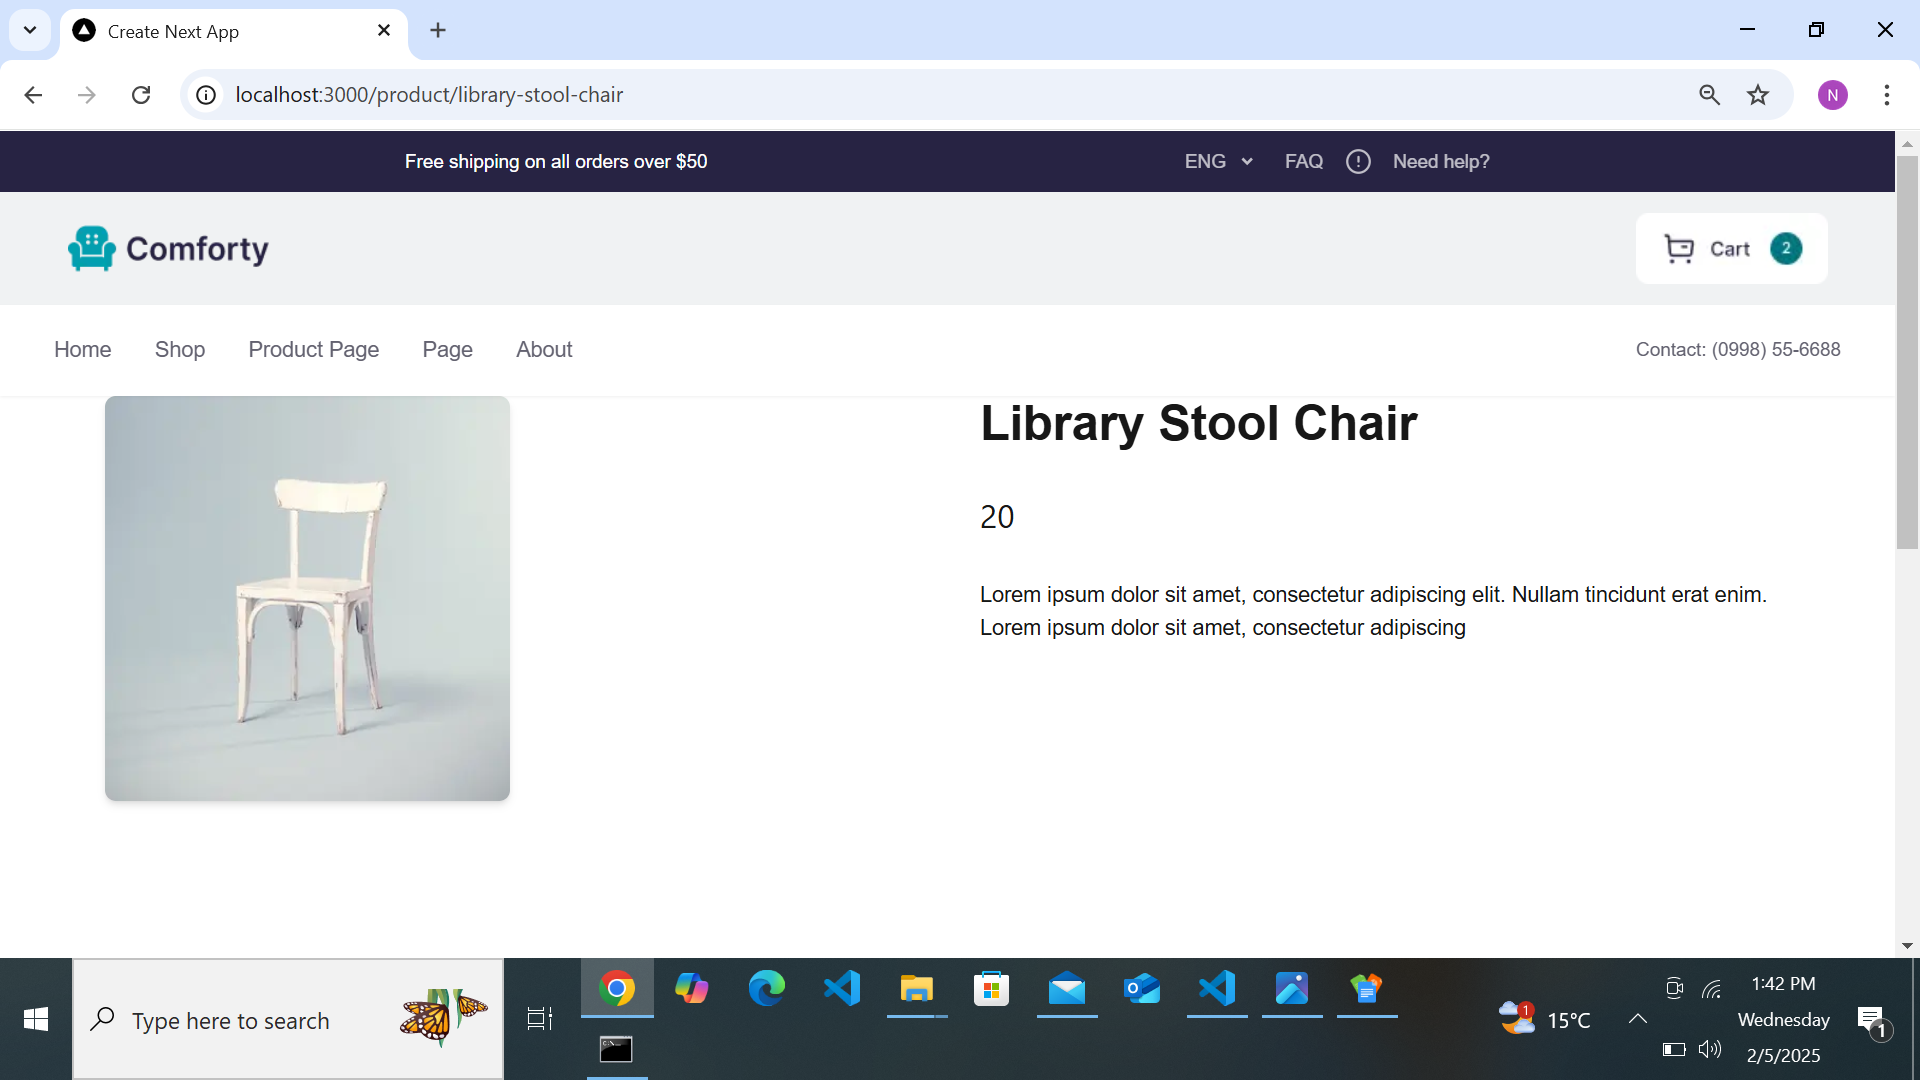 Create Next App
localhost:3000/product/library-stool-chair
N
Free shipping on all orders over $50
ENG
FAQ
Need help?
Comforty
Cart 2
Home
Shop
Product Page
Page
About
Contact: (0998) 55-6688
Library Stool Chair
20
Lorem ipsum dolor sit amet, consectetur adipiscing elit. Nullam tincidunt erat enim.
Lorem ipsum dolor sit amet, consectetur adipiscing
Type here to search
1
15°C
1:42 PM
Wednesday
2/5/2025
1